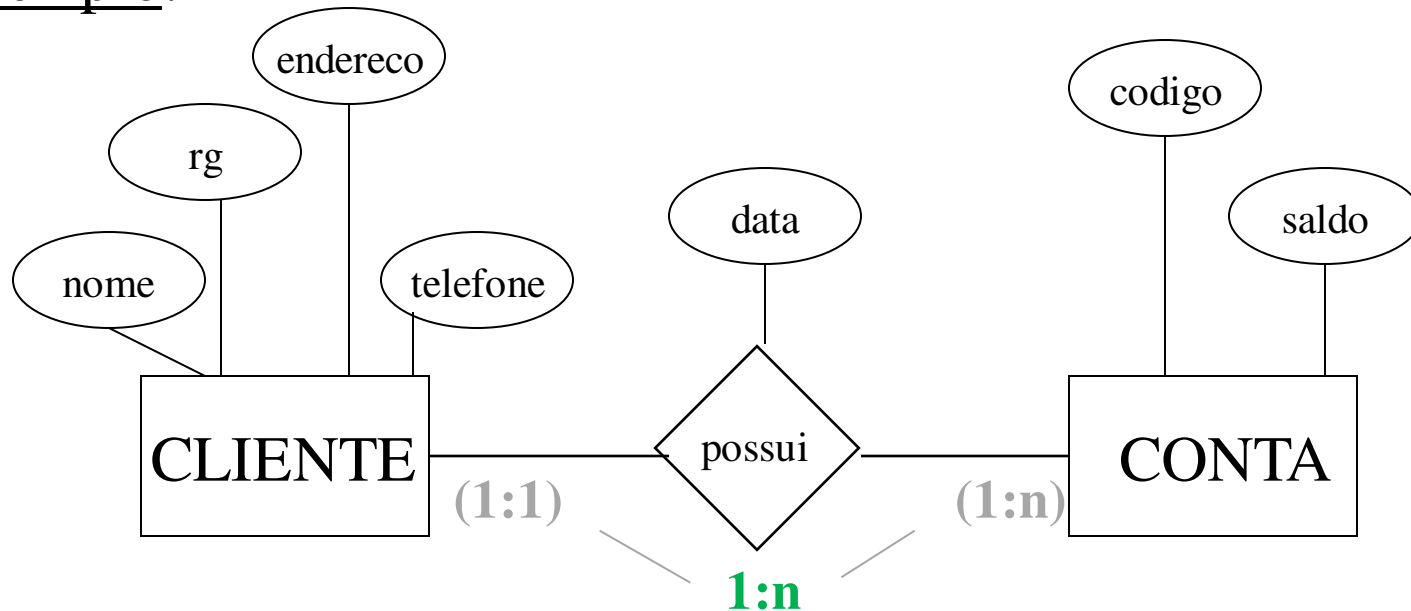 endereco
codigo
rg
data
saldo
nome
telefone
CLIENTE
possui
CONTA
(1:1)
(1:n)
1:n